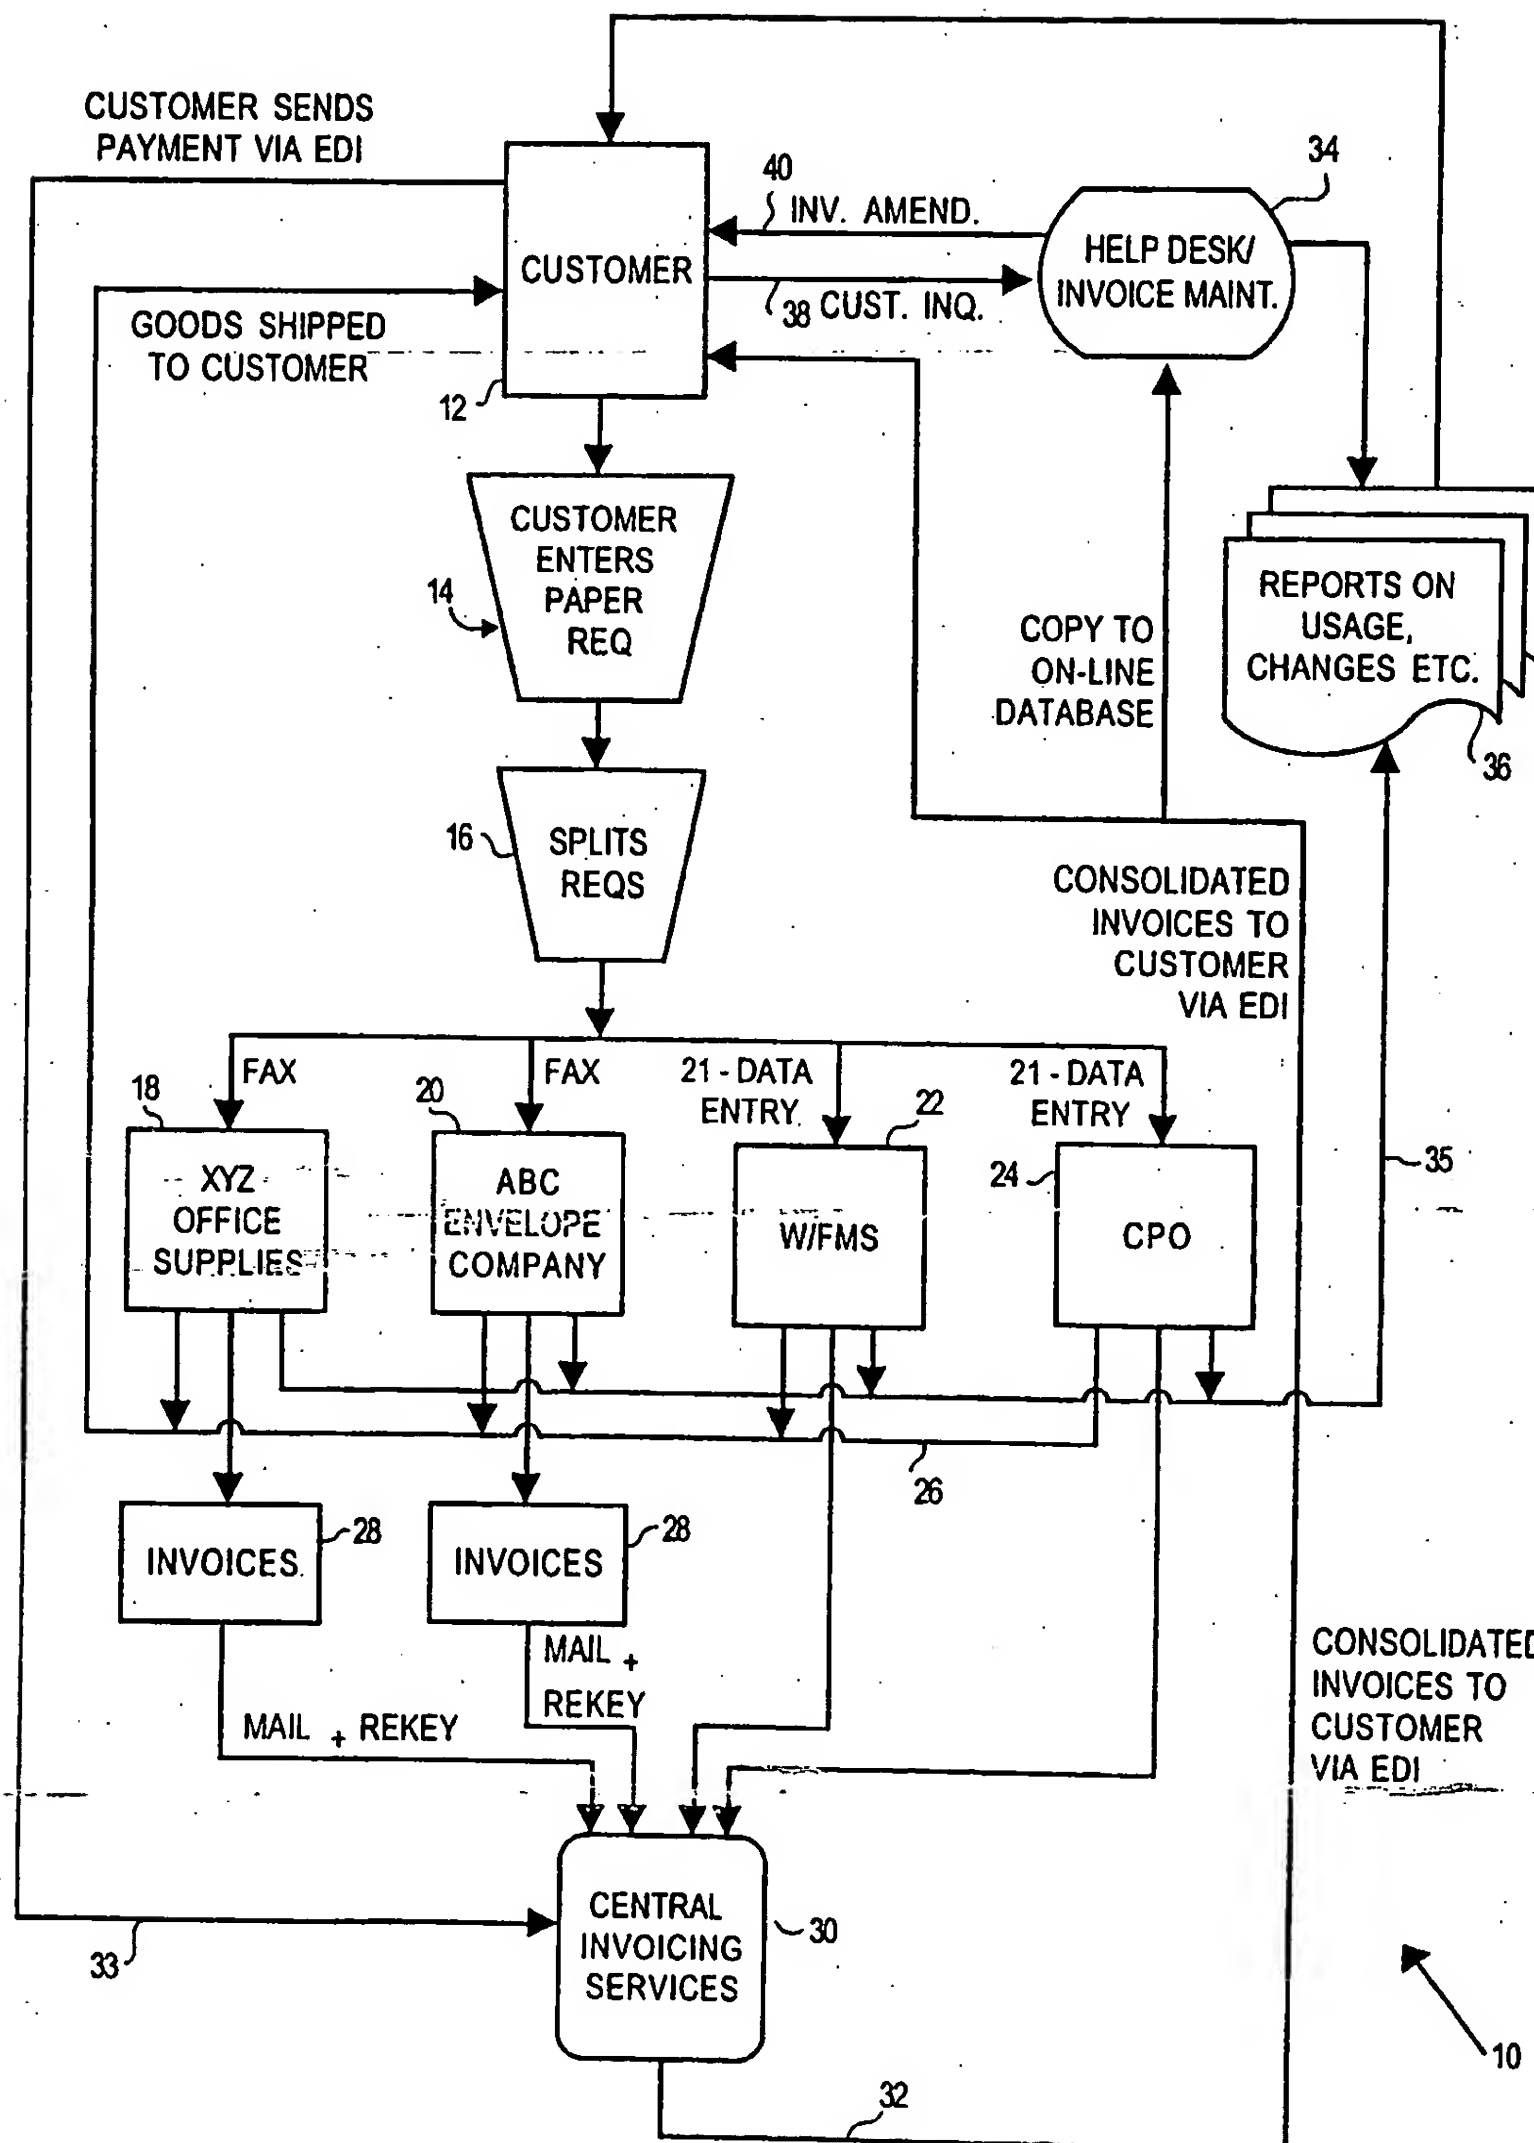 CUSTOMER SENDS
PAYMENT VIA EDI
GOODS SHIPPED
TO CUSTOMER
CUSTOMER
12
40
INV. AMEND.
38 CUST. INQ.
34
HELP DESK/
INVOICE MAINT.
CUSTOMER
ENTERS
PAPER
REQ
14
COPY TO
ON-LINE
DATABASE
REPORTS ON
USAGE,
CHANGES ETC.
36
16
SPLITS
REQS
CONSOLIDATED
INVOICES TO
CUSTOMER
VIA EDI
FAX
FAX
21 - DATA
ENTRY
21 - DATA
ENTRY
18
20
22
24
35
XYZ
OFFICE
SUPPLIES
ABC
ENVELOPE
COMPANY
W/FMS
CPO
26
INVOICES
28
INVOICES
28
MAIL + REKEY
MAIL +
REKEY
CONSOLIDATED
INVOICES TO
CUSTOMER
VIA EDI
CENTRAL
INVOICING
SERVICES
30
33
10
32